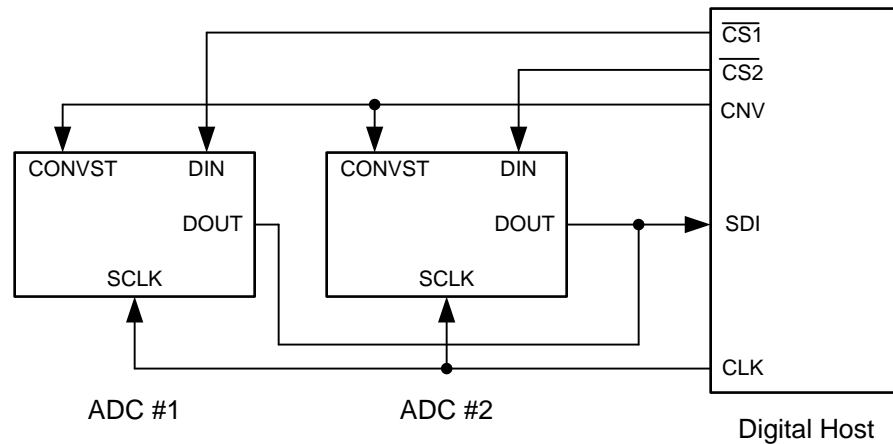 CS1
CS2
CNV
CONVST DIN
CONVST DIN
DOUT
DOUT
SDI
SCLK
SCLK
CLK
ADC #1
ADC #2
Digital Host